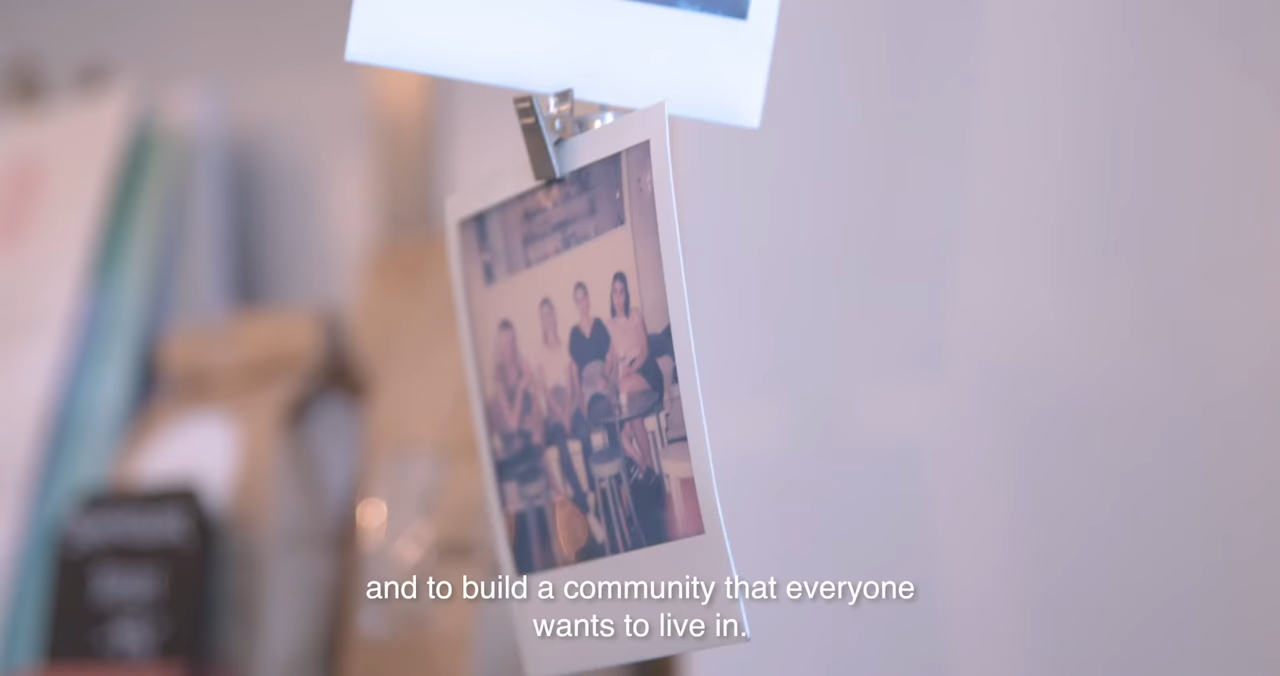 and to build a community that everyone
wants to live in.